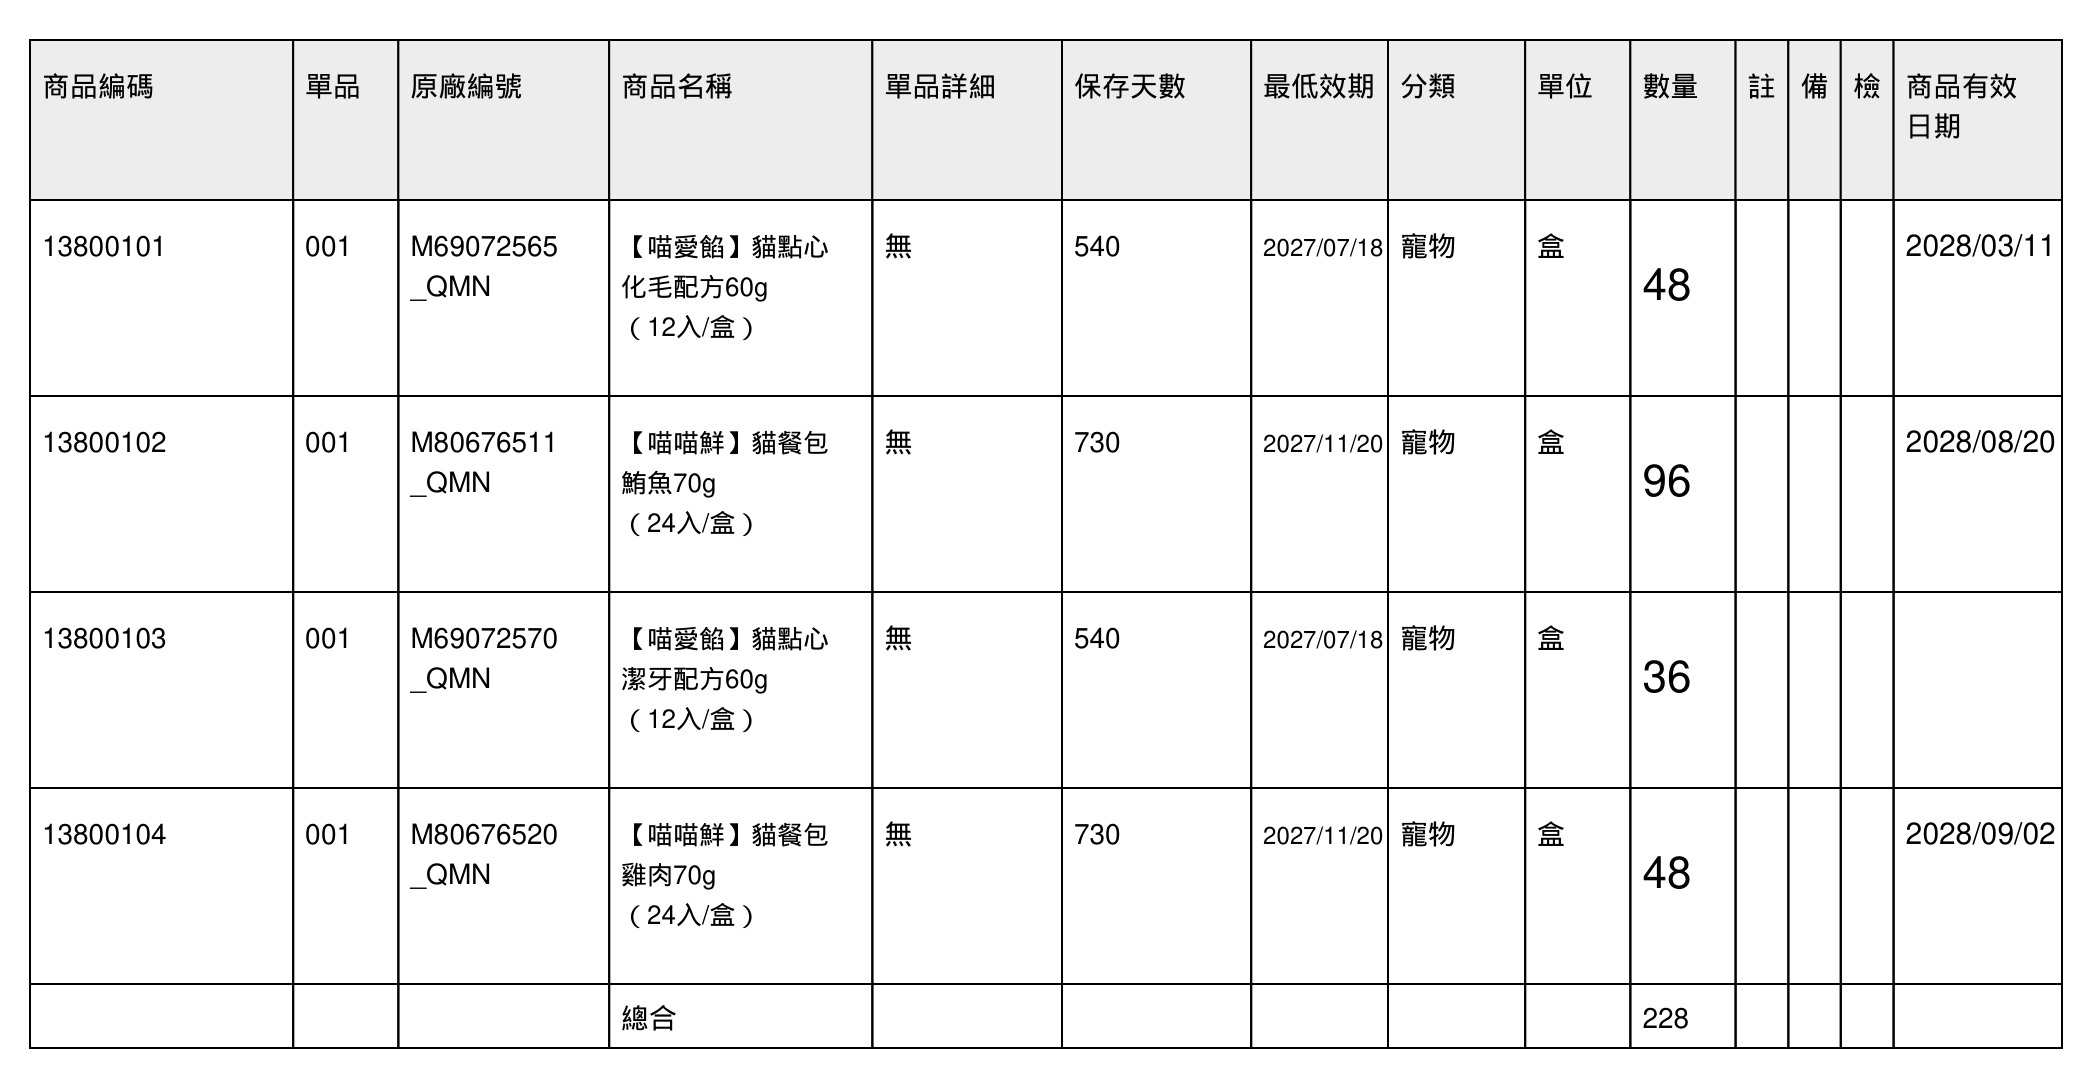 商品編碼 單品 原廠編號 商品名稱 單品詳細 保存天數 最低效期 分類 單位 數量 註 備 檢 商品有效
日期
13800101 001 M69072565 【喵愛餡】貓點心 無 540 2027/07/18 寵物 盒 48 2028/03/11
_QMN 化毛配方60g
（12入/盒）
13800102 001 M80676511 【喵喵鮮】貓餐包 無 730 2027/11/20 寵物 盒 96 2028/08/20
_QMN 鮪魚70g
（24入/盒）
13800103 001 M69072570 【喵愛餡】貓點心 無 540 2027/07/18 寵物 盒 36
_QMN 潔牙配方60g
（12入/盒）
13800104 001 M80676520 【喵喵鮮】貓餐包 無 730 2027/11/20 寵物 盒 48 2028/09/02
_QMN 雞肉70g
（24入/盒）
總合 228